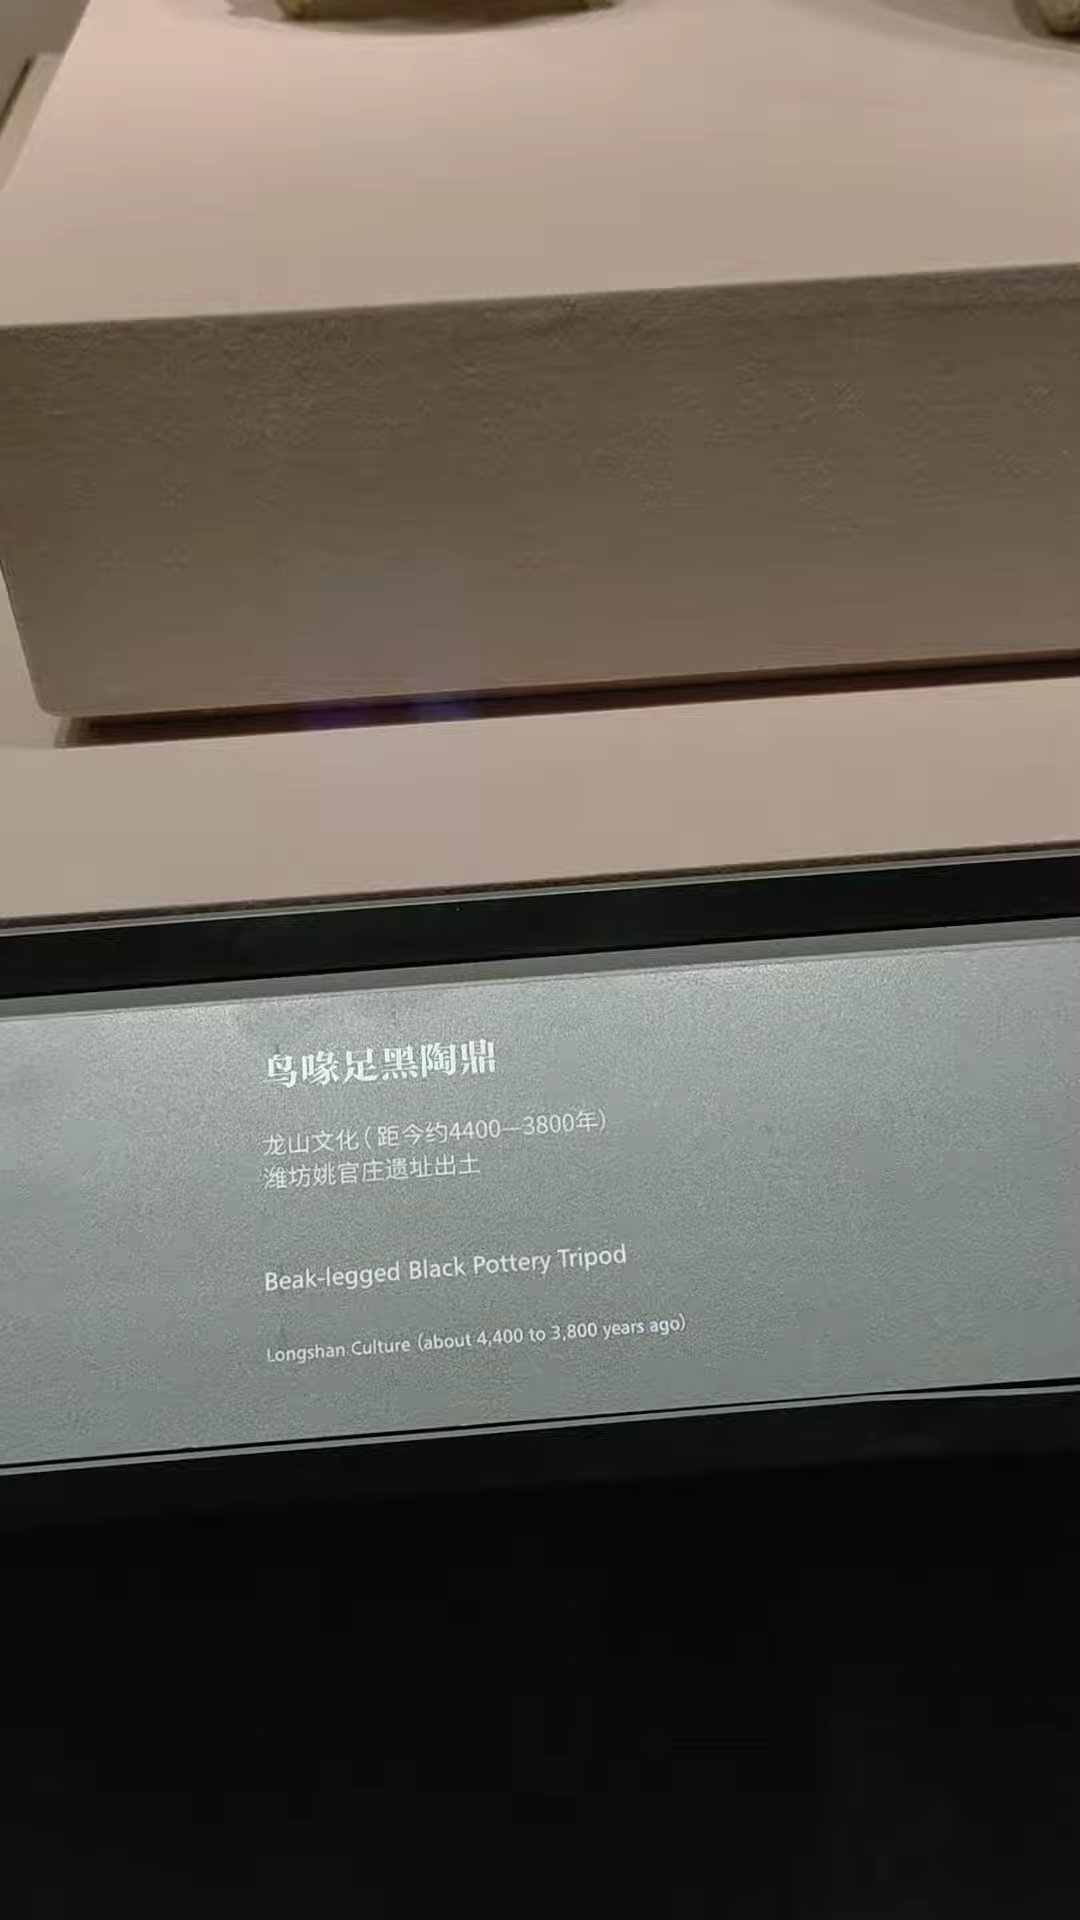 鸟喙足黑陶鼎
龙山文化（距今约4400—3800年）
潍坊姚官庄遗址出土
Beak-legged Black Pottery Tripod
Longshan Culture (about 4,400 to 3,800 years ago)